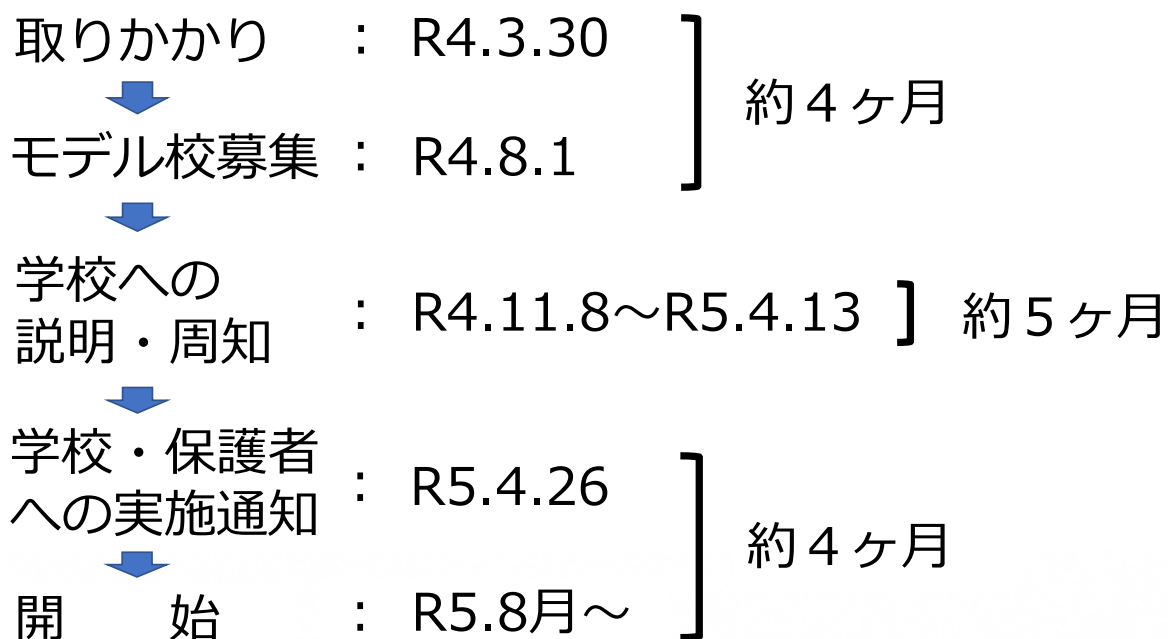 取りかかり ： R4.3.30
約４ヶ月
モデル校募集 ： R4.8.1
学校への
説明・周知 ： R4.11.8～R5.4.13 約５ヶ月
学校・保護者
への実施通知 ： R5.4.26
約４ヶ月
開　　始 ： R5.8月～